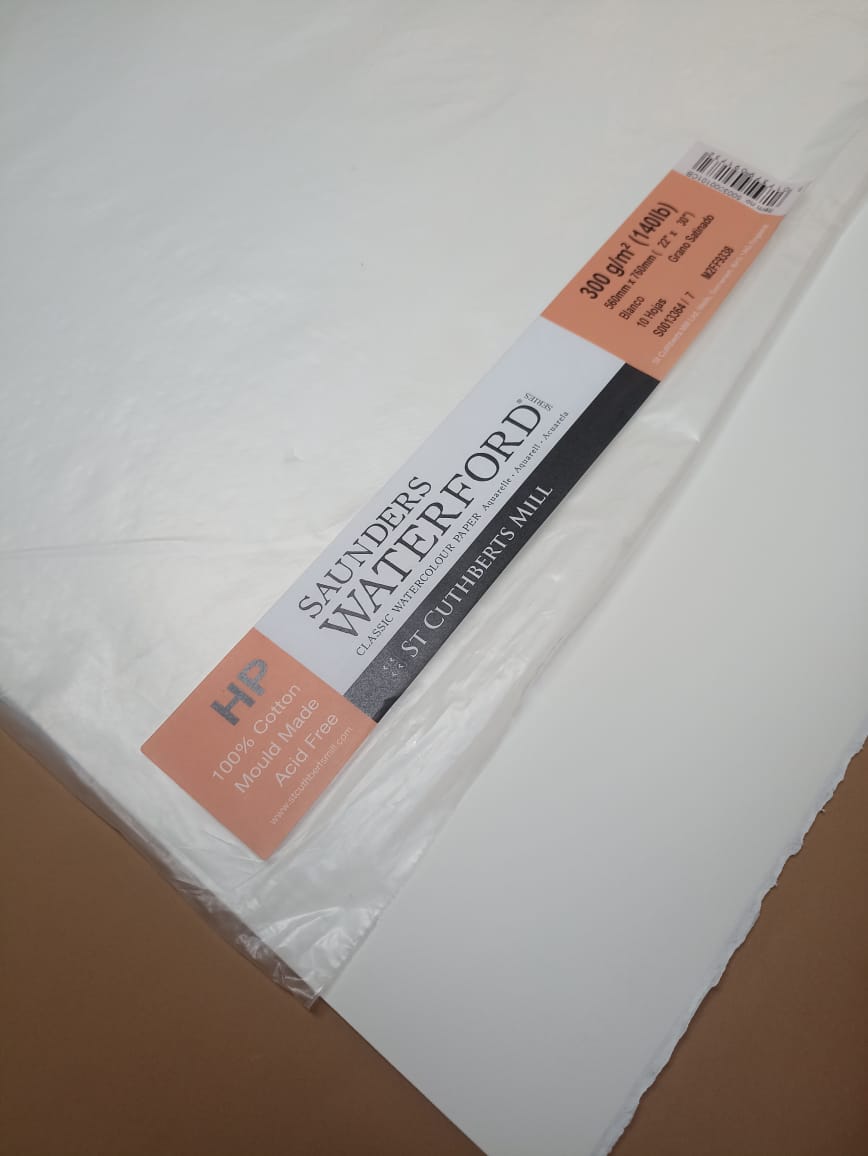 HP
100% Cotton
Mould Made
Acid Free
www.stcuthbertsmill.com
SAUNDERS
WATERFORD® SERIES
CLASSIC WATERCOLOUR PAPER Aquarelle · Aquarell · Acuarela
ST CUTHBERTS MILL
300 g/m² (140lb)
560mm x 760mm ( 22" x 30")
Blanco Grano Satinado
10 Hojas
S0013364 / 7 MZFF9338